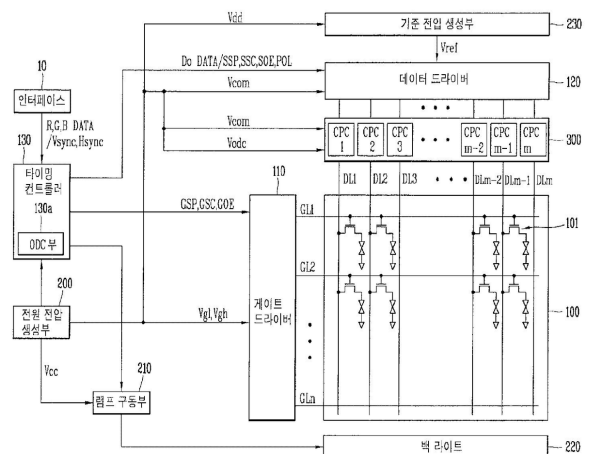 Vdd
기준 전압 생성부
230
Vref
10
Do DATA/SSP,SSC,SOE,POL
데이터 드라이버
120
인터페이스
Vcom
R,G,B DATA
/Vsync,Hsync
Vcom
Vodc
CPC
1
CPC
2
CPC
3
CPC
m-2
CPC
m-1
CPC
m
300
130
타이밍
컨트롤러
130a
ODC 부
110
DL1
DL2
DL3
DLm-2
DLm-1
DLm
GSP,GSC,GOE
GL1
101
GL2
200
전원 전압
생성부
Vgl,Vgh
게이트
드라이버
100
Vcc
210
램프 구동부
GLn
백 라이트
220